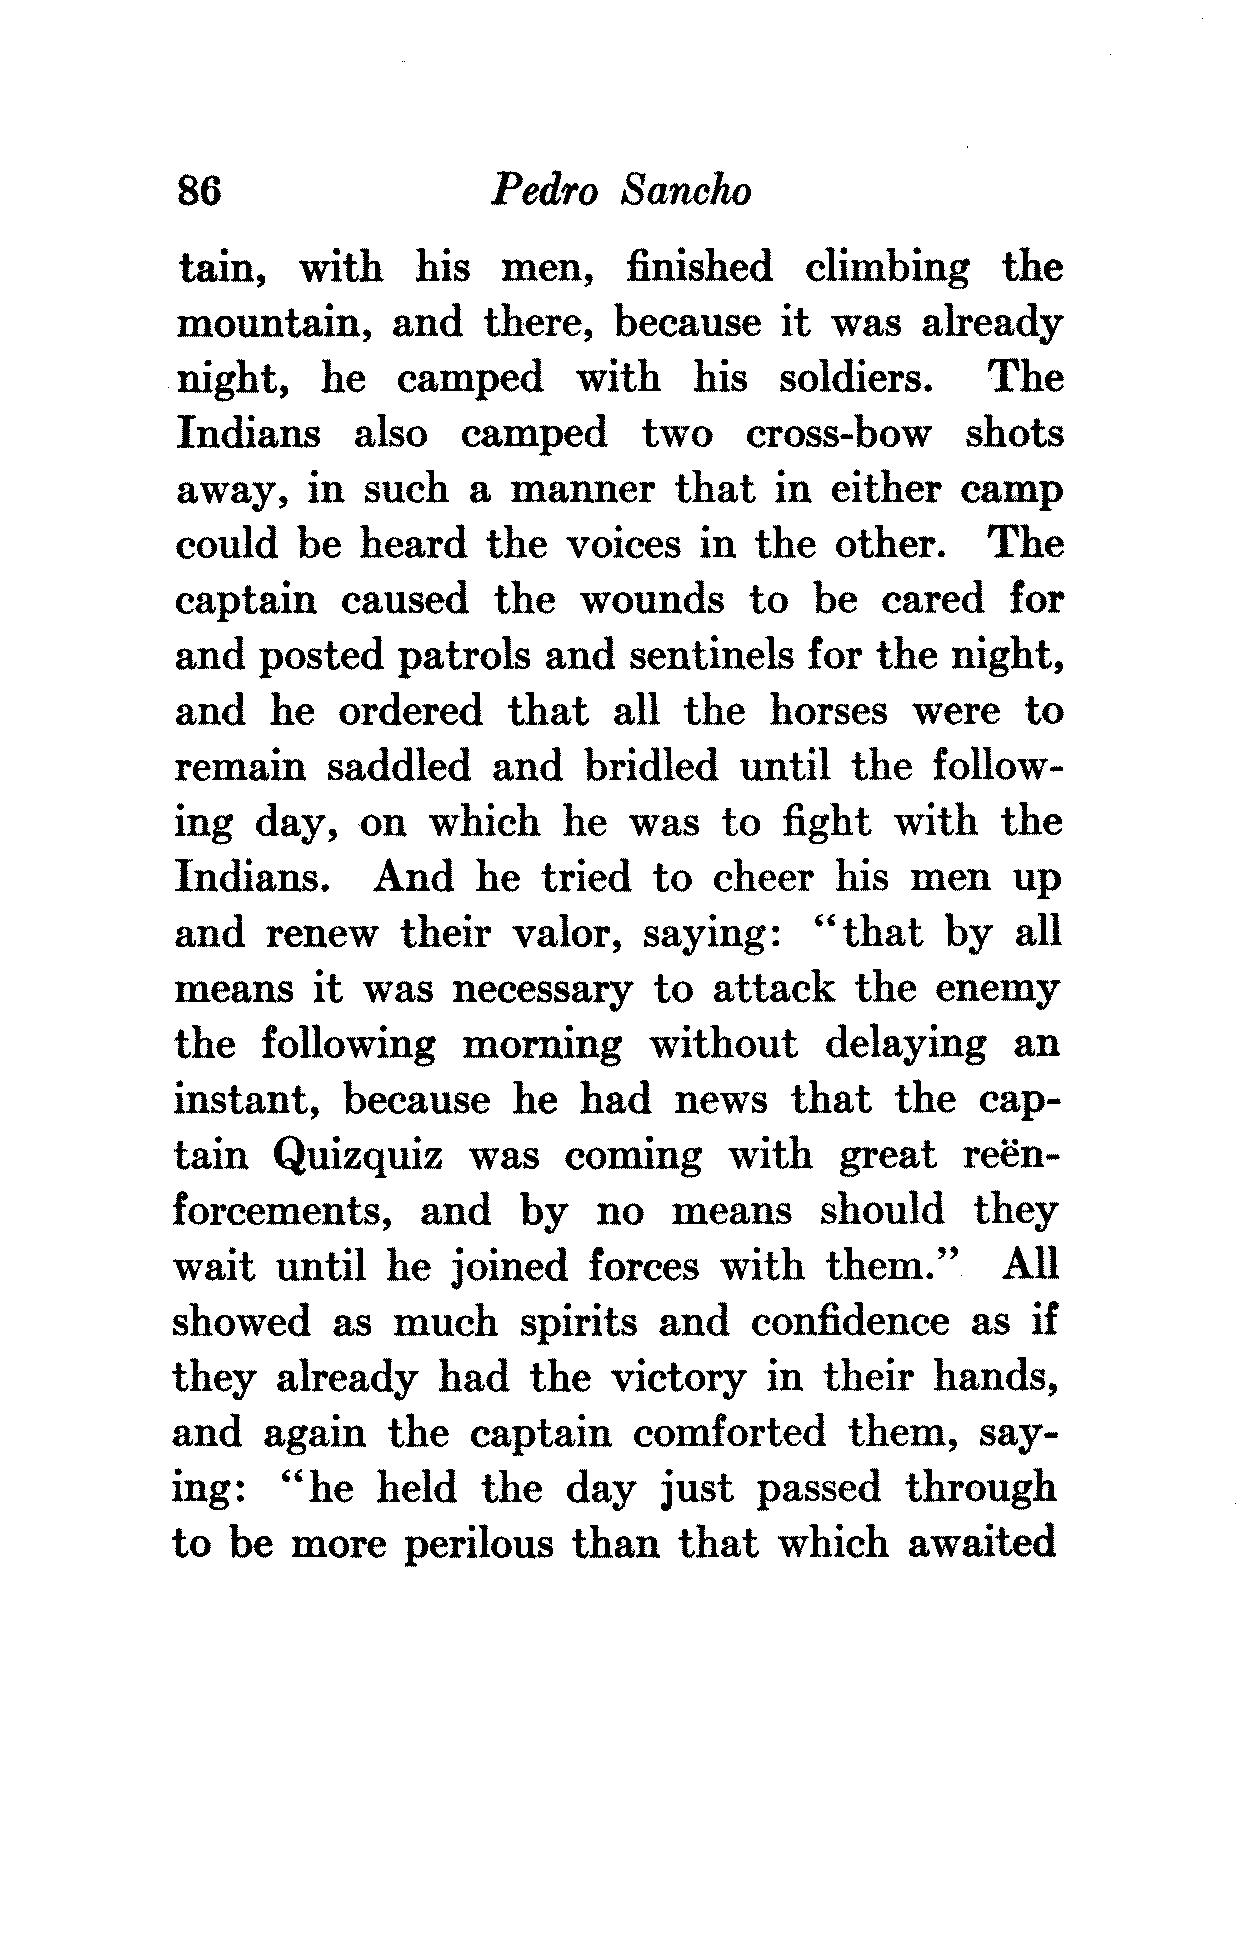 86 Pedro Sancho
tain, with his men, finished climbing the
mountain, and there, because it was already
night, he camped with his soldiers. The
Indians also camped two cross-bow shots
away, in such a manner that in either camp
could be heard the voices in the other. The
captain caused the wounds to be cared for
and posted patrols and sentinels for the night,
and he ordered that all the horses were to
remain saddled and bridled until the follow-
ing day, on which he was to fight with the
Indians. And he tried to cheer his men up
and renew their valor, saying: “that by all
means it was necessary to attack the enemy
the following morning without delaying an
instant, because he had news that the cap-
tain Quizquiz was coming with great reën-
forcements, and by no means should they
wait until he joined forces with them.” All
showed as much spirits and confidence as if
they already had the victory in their hands,
and again the captain comforted them, say-
ing: “he held the day just passed through
to be more perilous than that which awaited